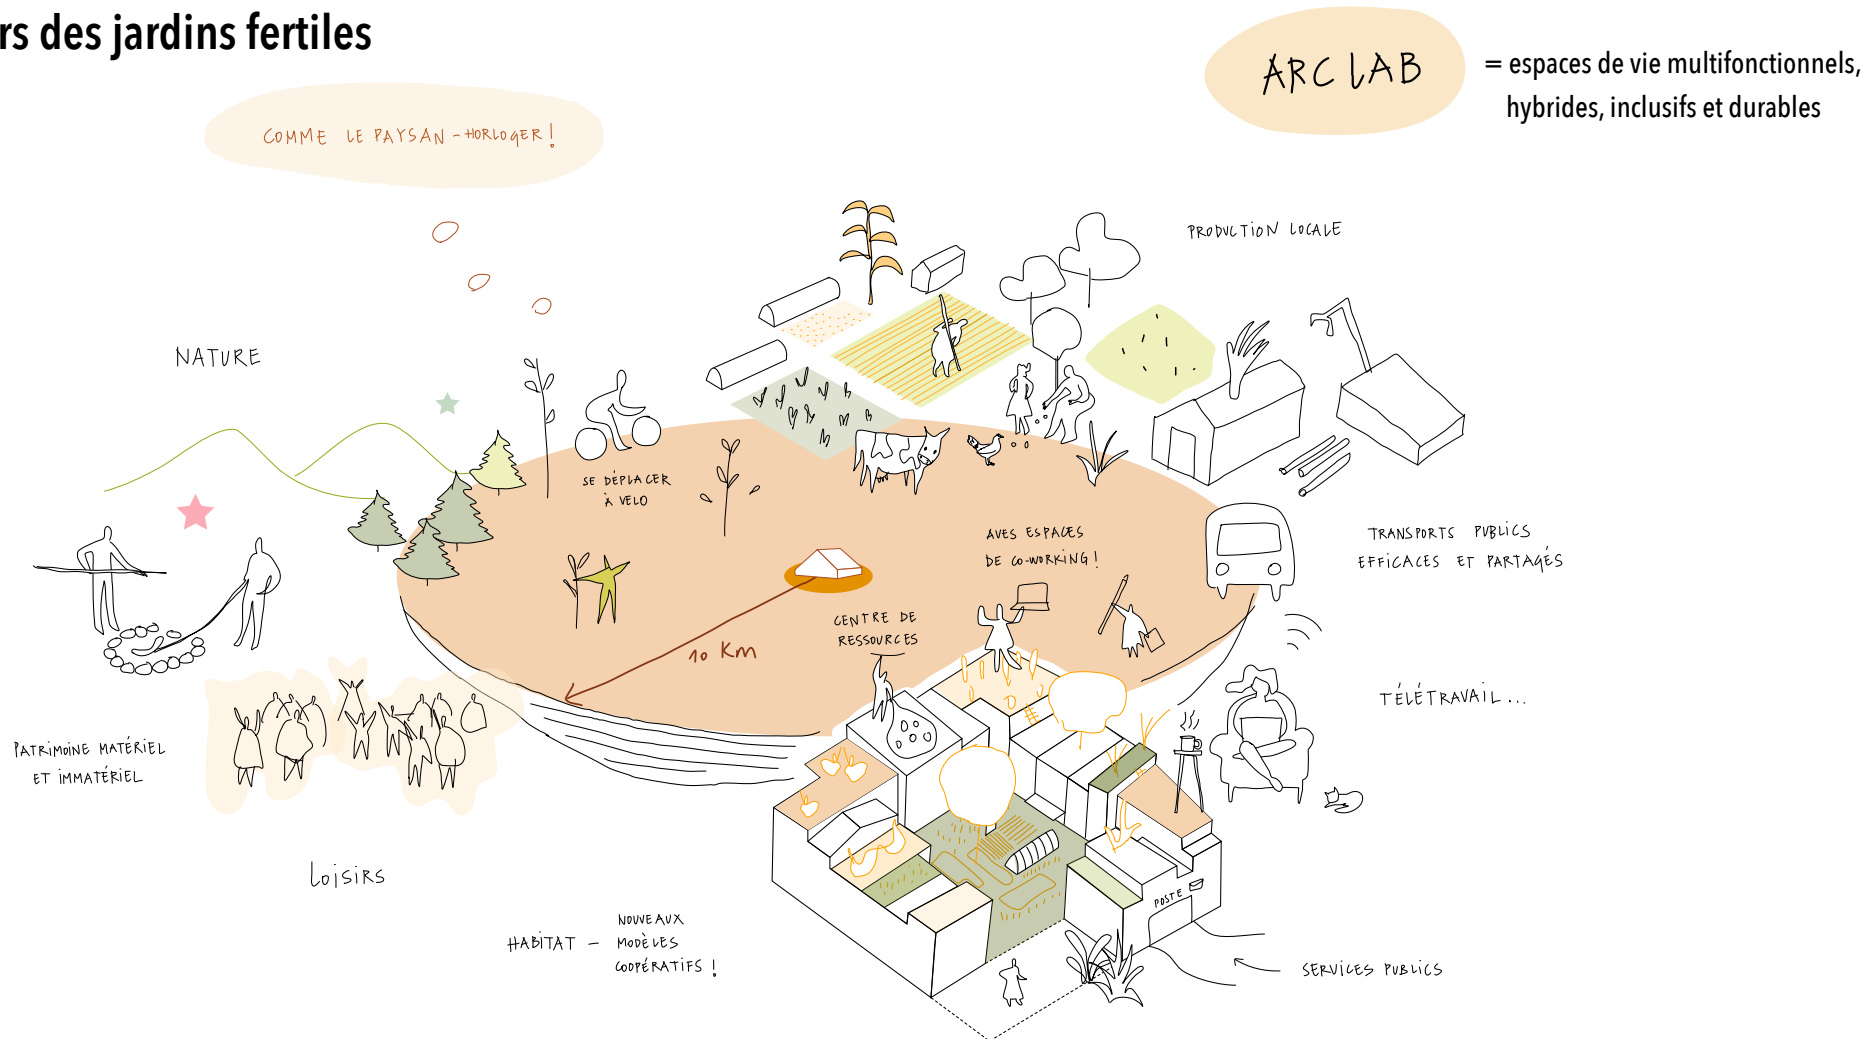 rs des jardins fertiles
ARC LAB
= espaces de vie multifonctionnels,
hybrides, inclusifs et durables
COMME LE PAYSAN-HORLOGER!
PRODUCTION LOCALE
NATURE
SE DÉPLACER
À VELO
AVES ESPACES
DE CO-WORKING!
TRANSPORTS PUBLICS
EFFICACES ET PARTAGÉS
CENTRE DE
RESSOURCES
10 Km
TÉLÉTRAVAIL...
PATRIMOINE MATÉRIEL
ET IMMATÉRIEL
LOISIRS
POSTE
HABITAT – NOUVEAUX
MODÈLES
COOPÉRATIFS !
SERVICES PUBLICS